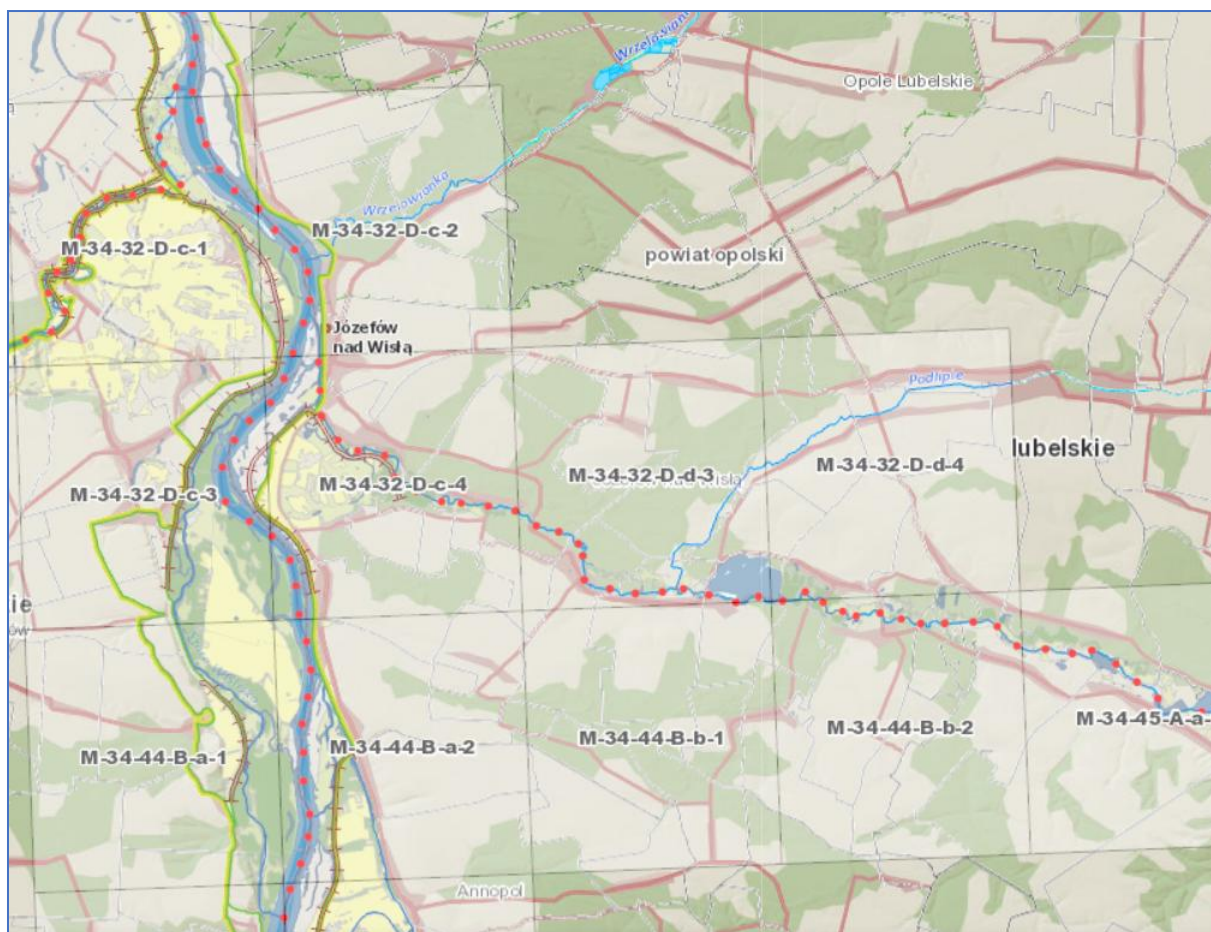 Wrzelowianka
Opole Lubelskie
Wrzelowianka
M-34-32-D-c-2
M-34-32-D-c-1
powiat opolski
Józefów
nad Wisłą
Podlipie
lubelskie
M-34-32-D-d-3
M-34-32-D-d-4
M-34-32-D-c-4
M-34-32-D-c-3
ie
ów
M-34-44-B-a-1
M-34-44-B-a-2
M-34-44-B-b-1
M-34-44-B-b-2
M-34-45-A-a-
Annopol